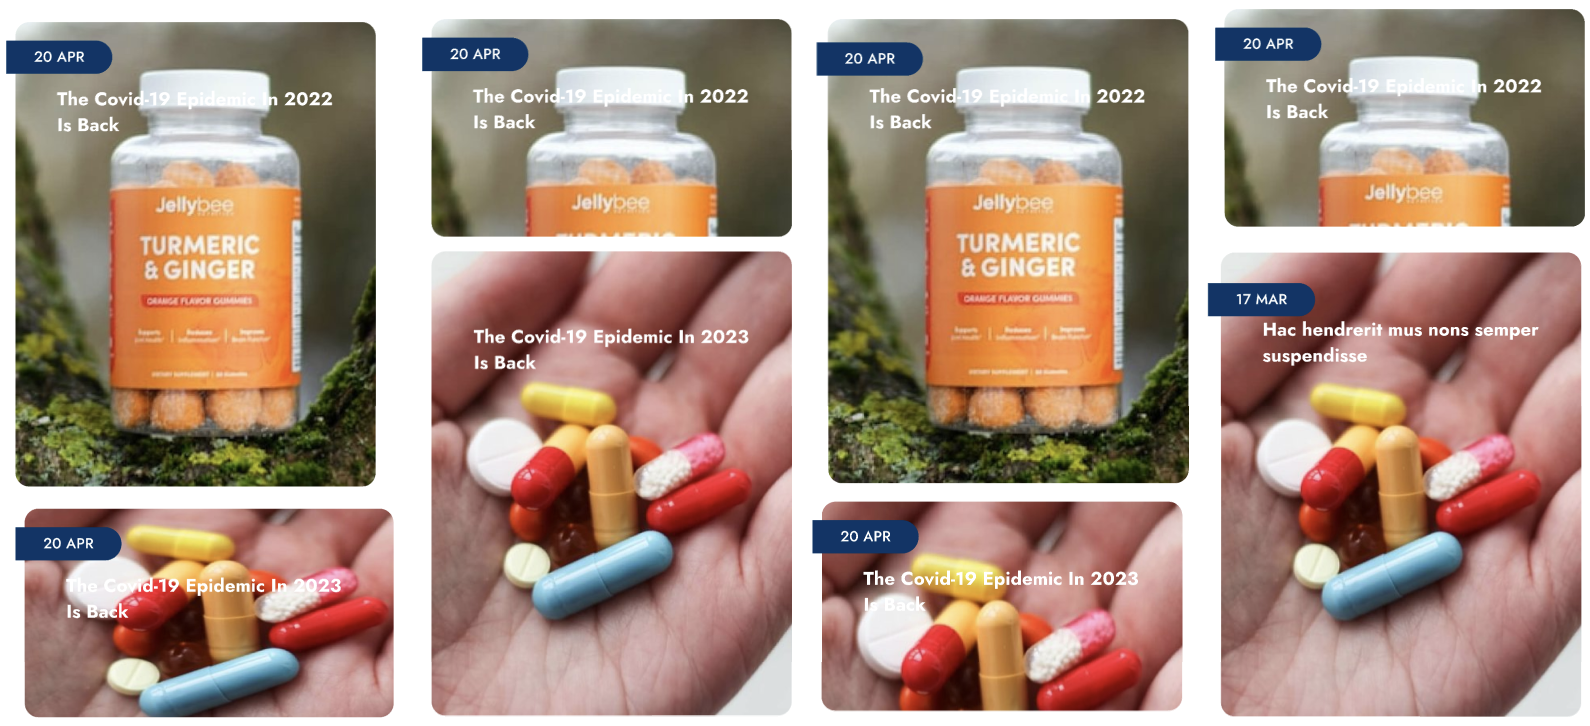 20 APR
The Covid-19 Epidemic In 2022
Is Back
Jellybee
TURMERIC
& GINGER
ORANGE FLAVOR GUMMIES
20 APR
The Covid-19 Epidemic In 2023
Is Back
20 APR
The Covid-19 Epidemic In 2022
Is Back
Jellybee
TURMERIC
The Covid-19 Epidemic In 2023
Is Back
20 APR
The Covid-19 Epidemic In 2022
Is Back
Jellybee
TURMERIC
& GINGER
ORANGE FLAVOR GUMMIES
20 APR
The Covid-19 Epidemic In 2023
Is Back
20 APR
The Covid-19 Epidemic In 2022
Is Back
Jellybee
TURMERIC
17 MAR
Hac hendrerit mus nons semper
suspendisse